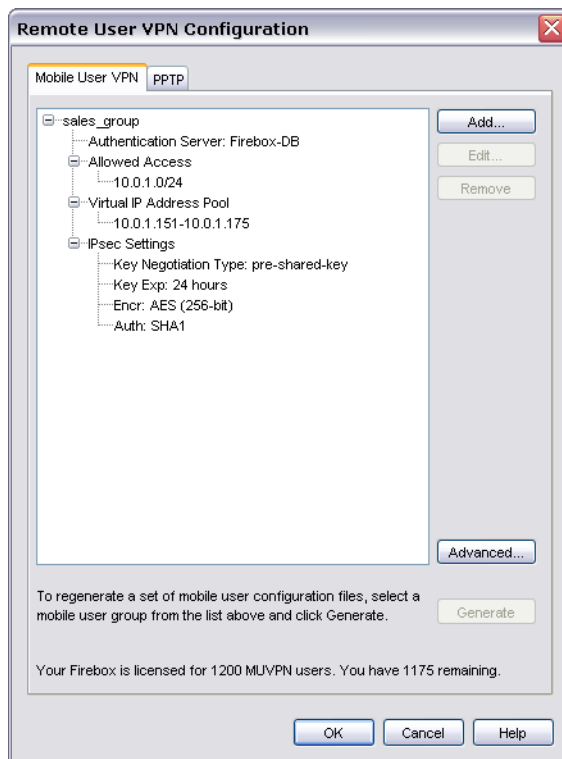 Remote User VPN Configuration
Mobile User VPN
PPTP
sales_group
Authentication Server: Firebox-DB
Allowed Access
10.0.1.0/24
Virtual IP Address Pool
10.0.1.151-10.0.1.175
IPsec Settings
Key Negotiation Type: pre-shared-key
Key Exp: 24 hours
Encr: AES (256-bit)
Auth: SHA1
Add...
Edit...
Remove
Advanced...
To regenerate a set of mobile user configuration files, select a
mobile user group from the list above and click Generate.
Generate
Your Firebox is licensed for 1200 MUVPN users. You have 1175 remaining.
OK
Cancel
Help